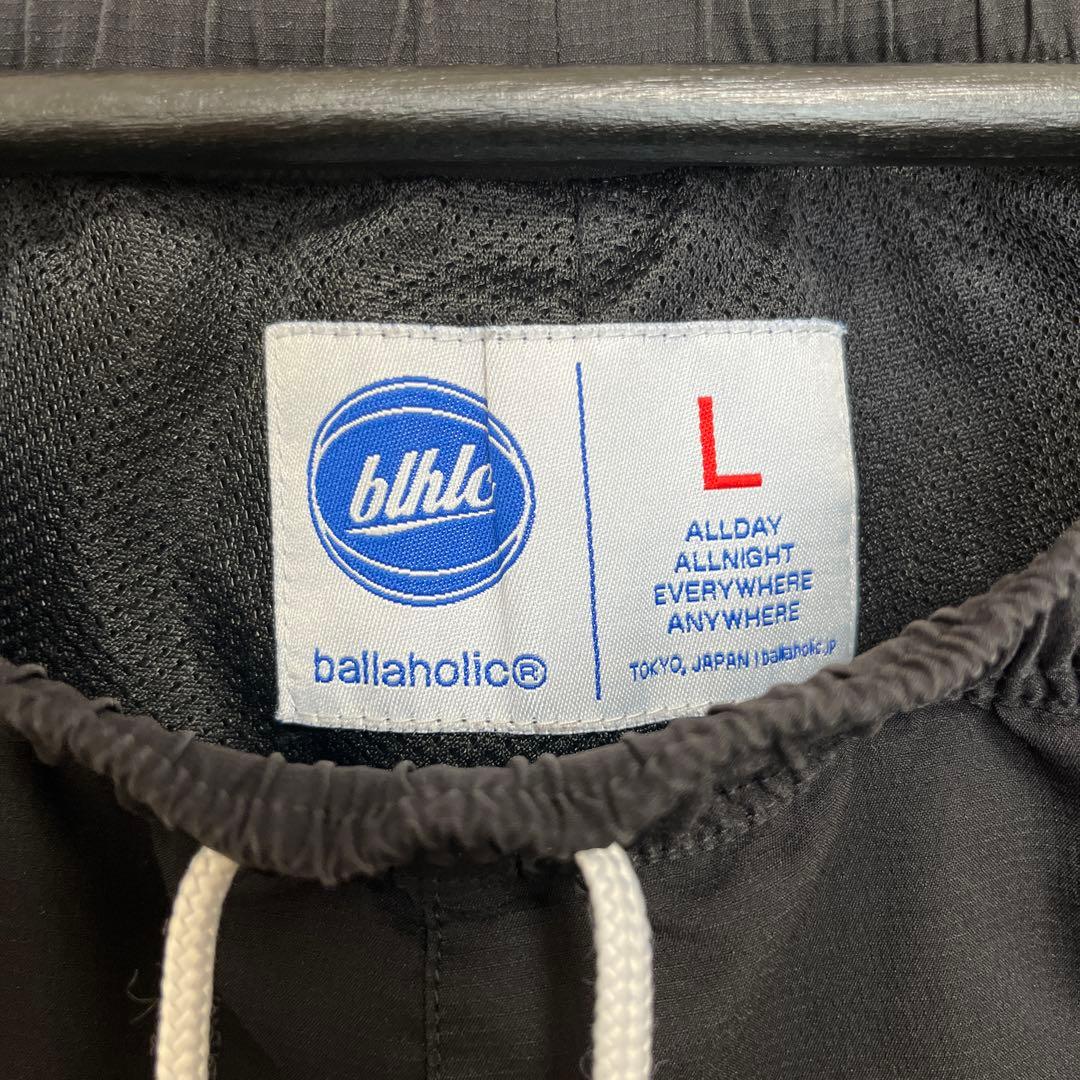 blhlc
ballaholic®
L
ALLDAY
ALLNIGHT
EVERYWHERE
ANYWHERE
TOKYO, JAPAN | ballaholic.jp